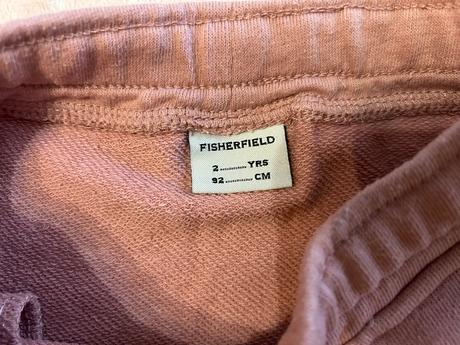 FISHERFIELD
2........... YRS
92.......... CM